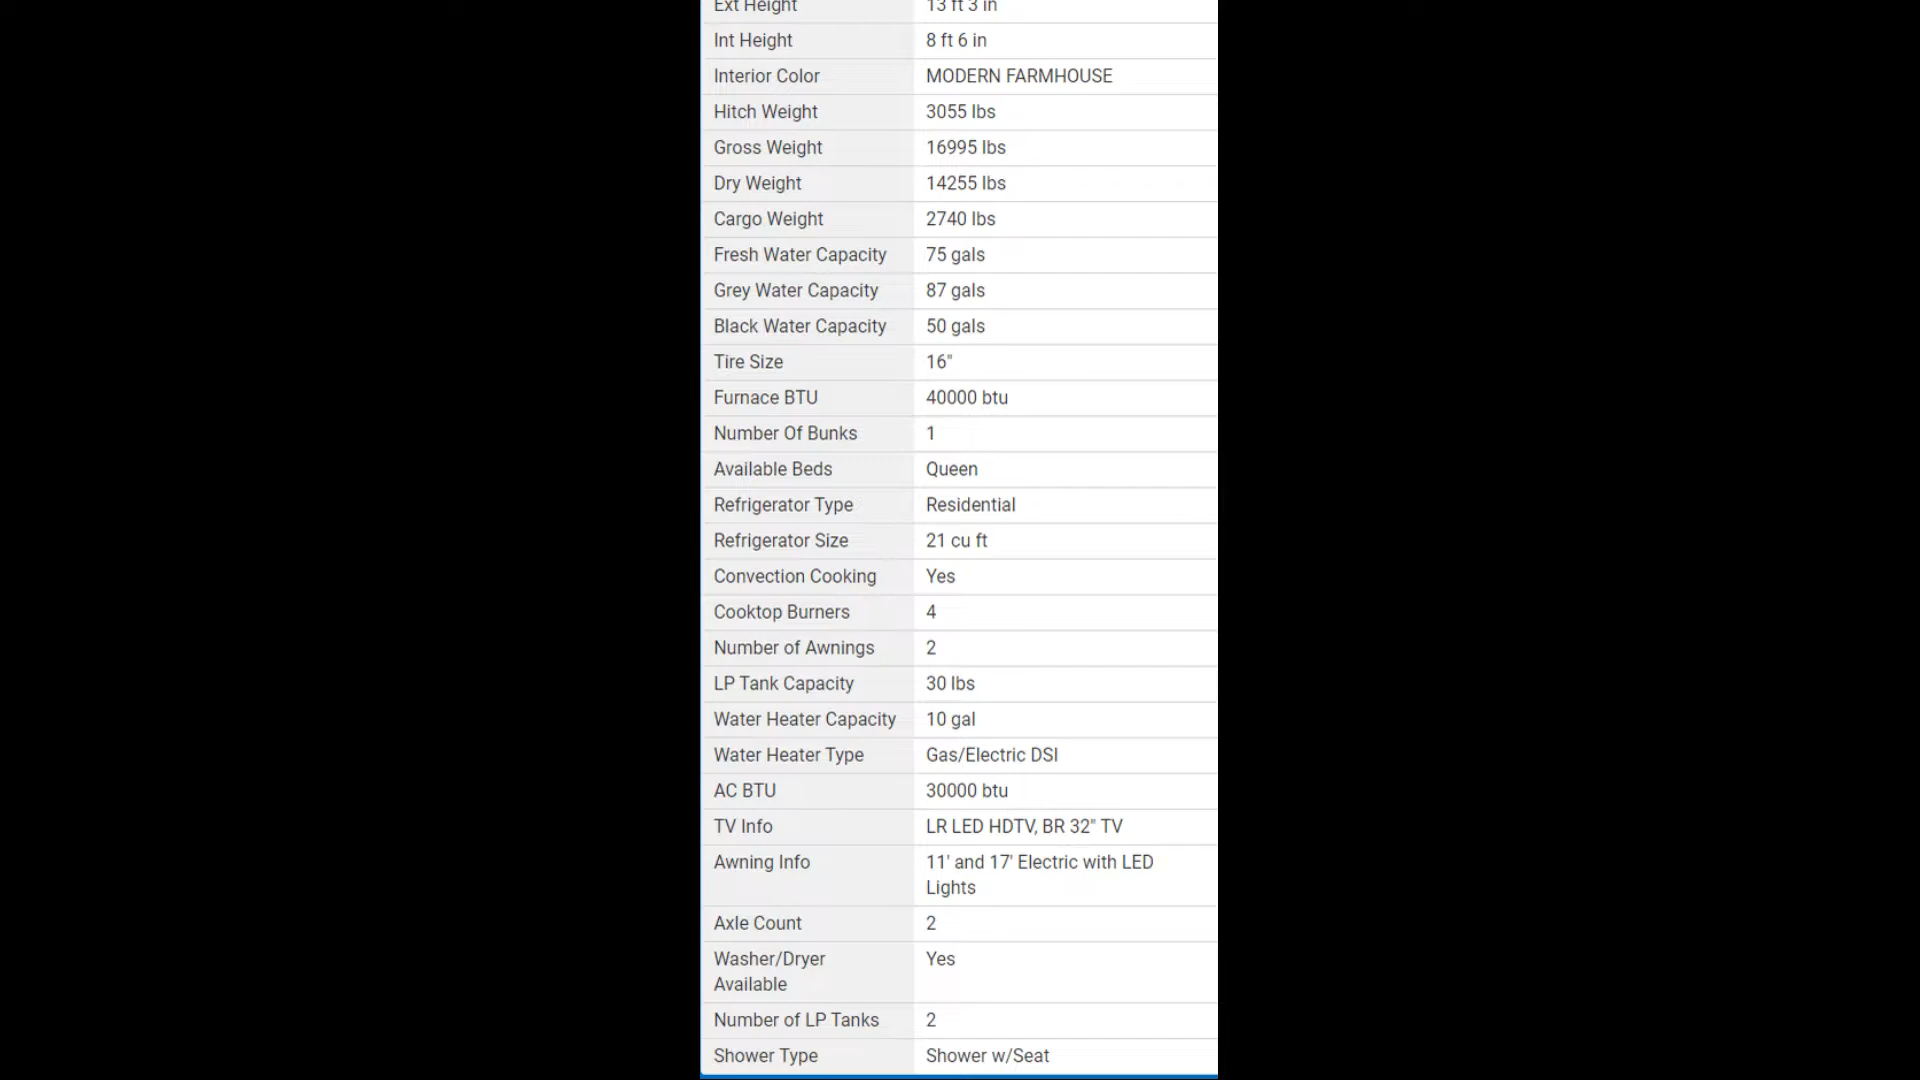 Ext Height 13 ft 3 in
Int Height 8 ft 6 in
Interior Color MODERN FARMHOUSE
Hitch Weight 3055 lbs
Gross Weight 16995 lbs
Dry Weight 14255 lbs
Cargo Weight 2740 lbs
Fresh Water Capacity 75 gals
Grey Water Capacity 87 gals
Black Water Capacity 50 gals
Tire Size 16"
Furnace BTU 40000 btu
Number Of Bunks 1
Available Beds Queen
Refrigerator Type Residential
Refrigerator Size 21 cu ft
Convection Cooking Yes
Cooktop Burners 4
Number of Awnings 2
LP Tank Capacity 30 lbs
Water Heater Capacity 10 gal
Water Heater Type Gas/Electric DSI
AC BTU 30000 btu
TV Info LR LED HDTV, BR 32" TV
Awning Info 11' and 17' Electric with LED
Lights
Axle Count 2
Washer/Dryer Yes
Available
Number of LP Tanks 2
Shower Type Shower w/Seat